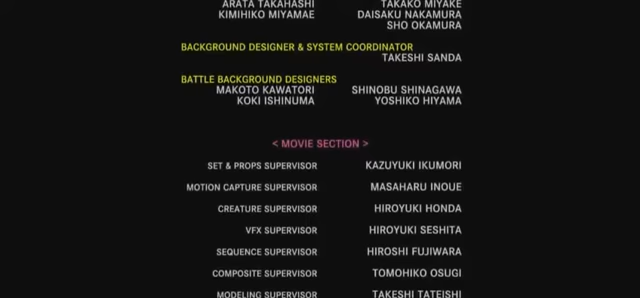 ARATA TAKAHASHI TAKAKO MIYAKE
KIMIHIKO MIYAMAE DAISAKU NAKAMURA
SHO OKAMURA
BACKGROUND DESIGNER & SYSTEM COORDINATOR
TAKESHI SANDA
BATTLE BACKGROUND DESIGNERS
MAKOTO KAWATORI SHINOBU SHINAGAWA
KOKI ISHINUMA YOSHIKO HIYAMA
< MOVIE SECTION >
SET & PROPS SUPERVISOR KAZUYUKI IKUMORI
MOTION CAPTURE SUPERVISOR MASAHARU INOUE
CREATURE SUPERVISOR HIROYUKI HONDA
VFX SUPERVISOR HIROYUKI SESHITA
SEQUENCE SUPERVISOR HIROSHI FUJIWARA
COMPOSITE SUPERVISOR TOMOHIKO OSUGI
MODELING SUPERVISOR TAKESHI TATEISHI